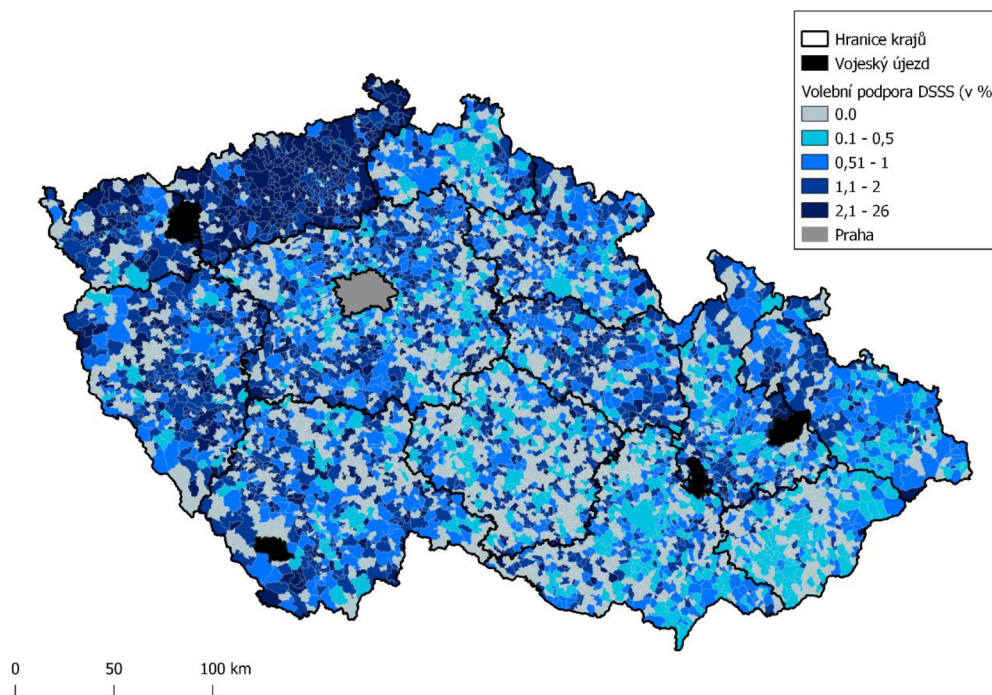 Hranice krajů
Vojeský újezd
Volební podpora DSSS (v %
0.0
0.1 - 0,5
0,51 - 1
1,1 - 2
2,1 - 26
Praha
0 50 100 km